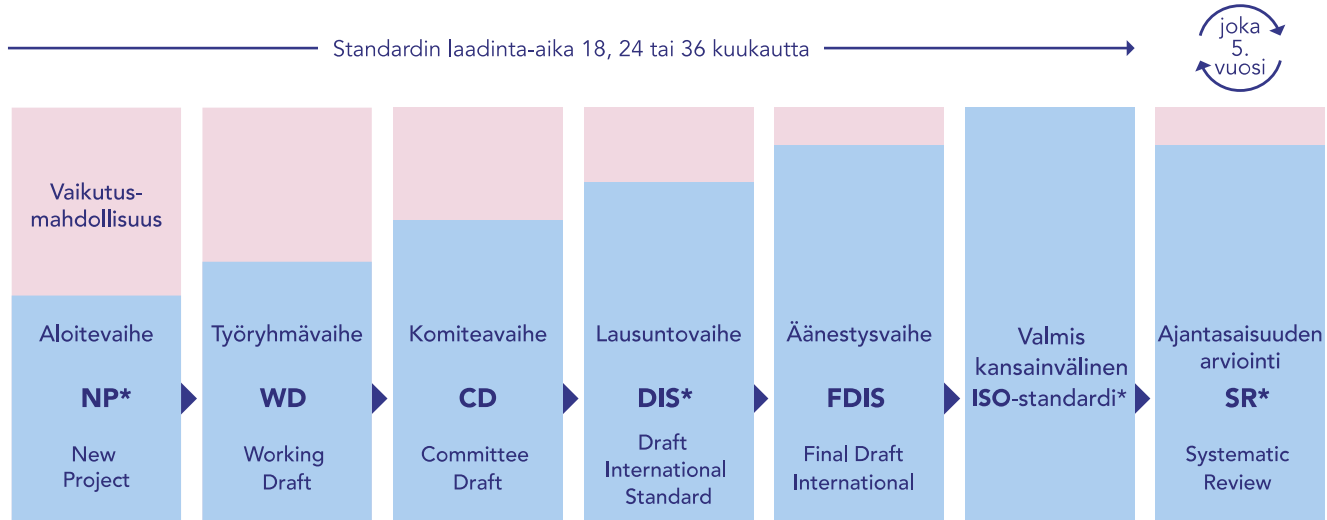 Standardin laadinta-aika 18, 24 tai 36 kuukautta
joka
5.
vuosi
Vaikutus-
mahdollisuus
Aloitevaihe
NP*
New
Project
Työryhmävaihe
WD
Working
Draft
Komiteavaihe
CD
Committee
Draft
Lausuntovaihe
DIS*
Draft
International
Standard
Äänestysvaihe
FDIS
Final Draft
International
Valmis
kansainvälinen
ISO-standardi*
Ajantasaisuuden
arviointi
SR*
Systematic
Review